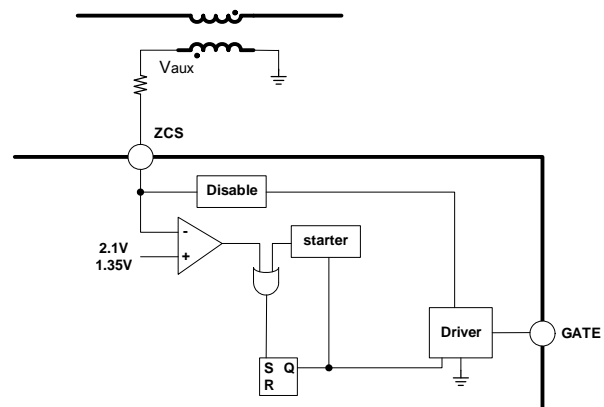 Vaux
ZCS
Disable
-
2.1V
1.35V
+
starter
Driver
GATE
S Q
R